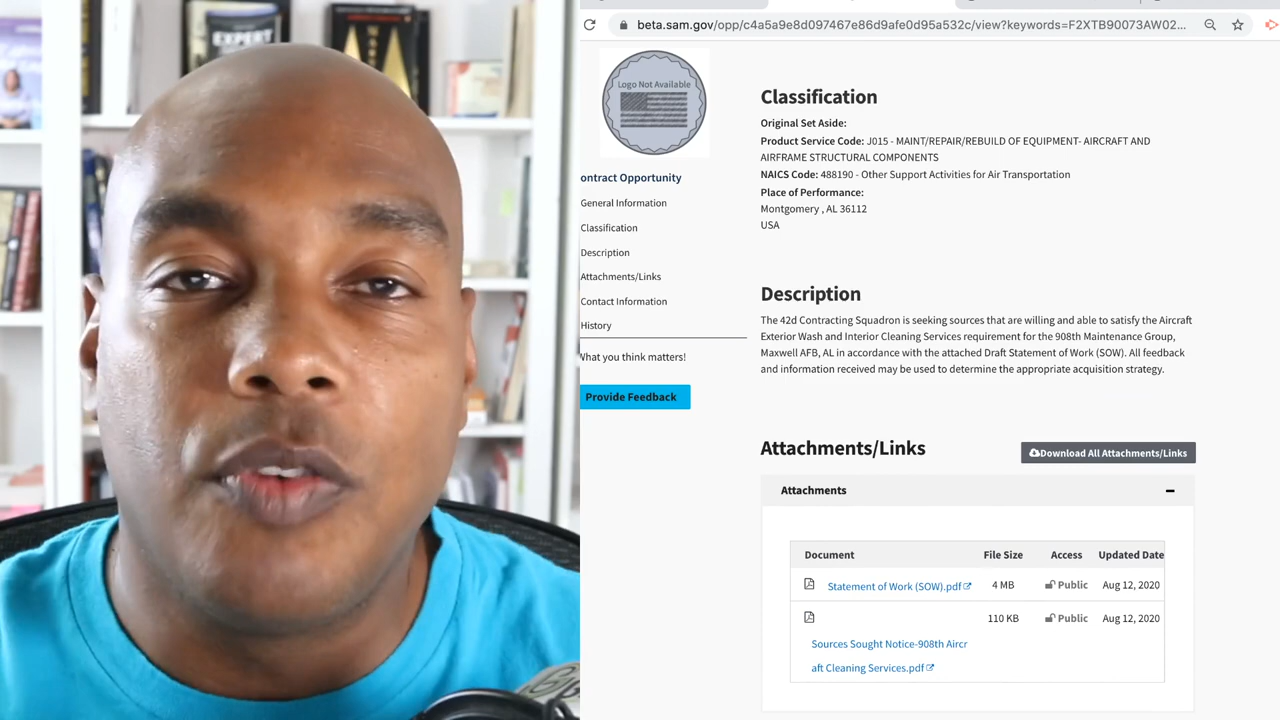 EXPERT
beta.sam.gov/opp/c4a5a9e8d097467e86d9afe0d95a532c/view?keywords=F2XTB90073AW02...
Logo Not Available
ontract Opportunity
General Information
Classification
Description
Attachments/Links
Contact Information
History
What you think matters!
Provide Feedback
Classification
Original Set Aside:
Product Service Code: J015 - MAINT/REPAIR/REBUILD OF EQUIPMENT- AIRCRAFT AND
AIRFRAME STRUCTURAL COMPONENTS
NAICS Code: 488190 - Other Support Activities for Air Transportation
Place of Performance:
Montgomery , AL 36112
USA
Description
The 42d Contracting Squadron is seeking sources that are willing and able to satisfy the Aircraft
Exterior Wash and Interior Cleaning Services requirement for the 908th Maintenance Group,
Maxwell AFB, AL in accordance with the attached Draft Statement of Work (SOW). All feedback
and information received may be used to determine the appropriate acquisition strategy.
Attachments/Links
Download All Attachments/Links
Attachments
Document File Size Access Updated Date
Statement of Work (SOW).pdf 4 MB Public Aug 12, 2020
110 KB Public Aug 12, 2020
Sources Sought Notice-908th Aircr
aft Cleaning Services.pdf